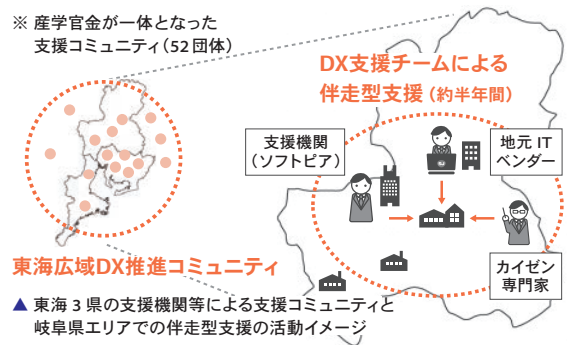 ※ 産学官金が一体となった
支援コミュニティ（52団体）
DX支援チームによる
伴走型支援（約半年間）
支援機関
（ソフトピア）
地元 IT
ベンダー
カイゼン
専門家
東海広域DX推進コミュニティ
▲ 東海 3 県の支援機関等による支援コミュニティと
岐阜県エリアでの伴走型支援の活動イメージ